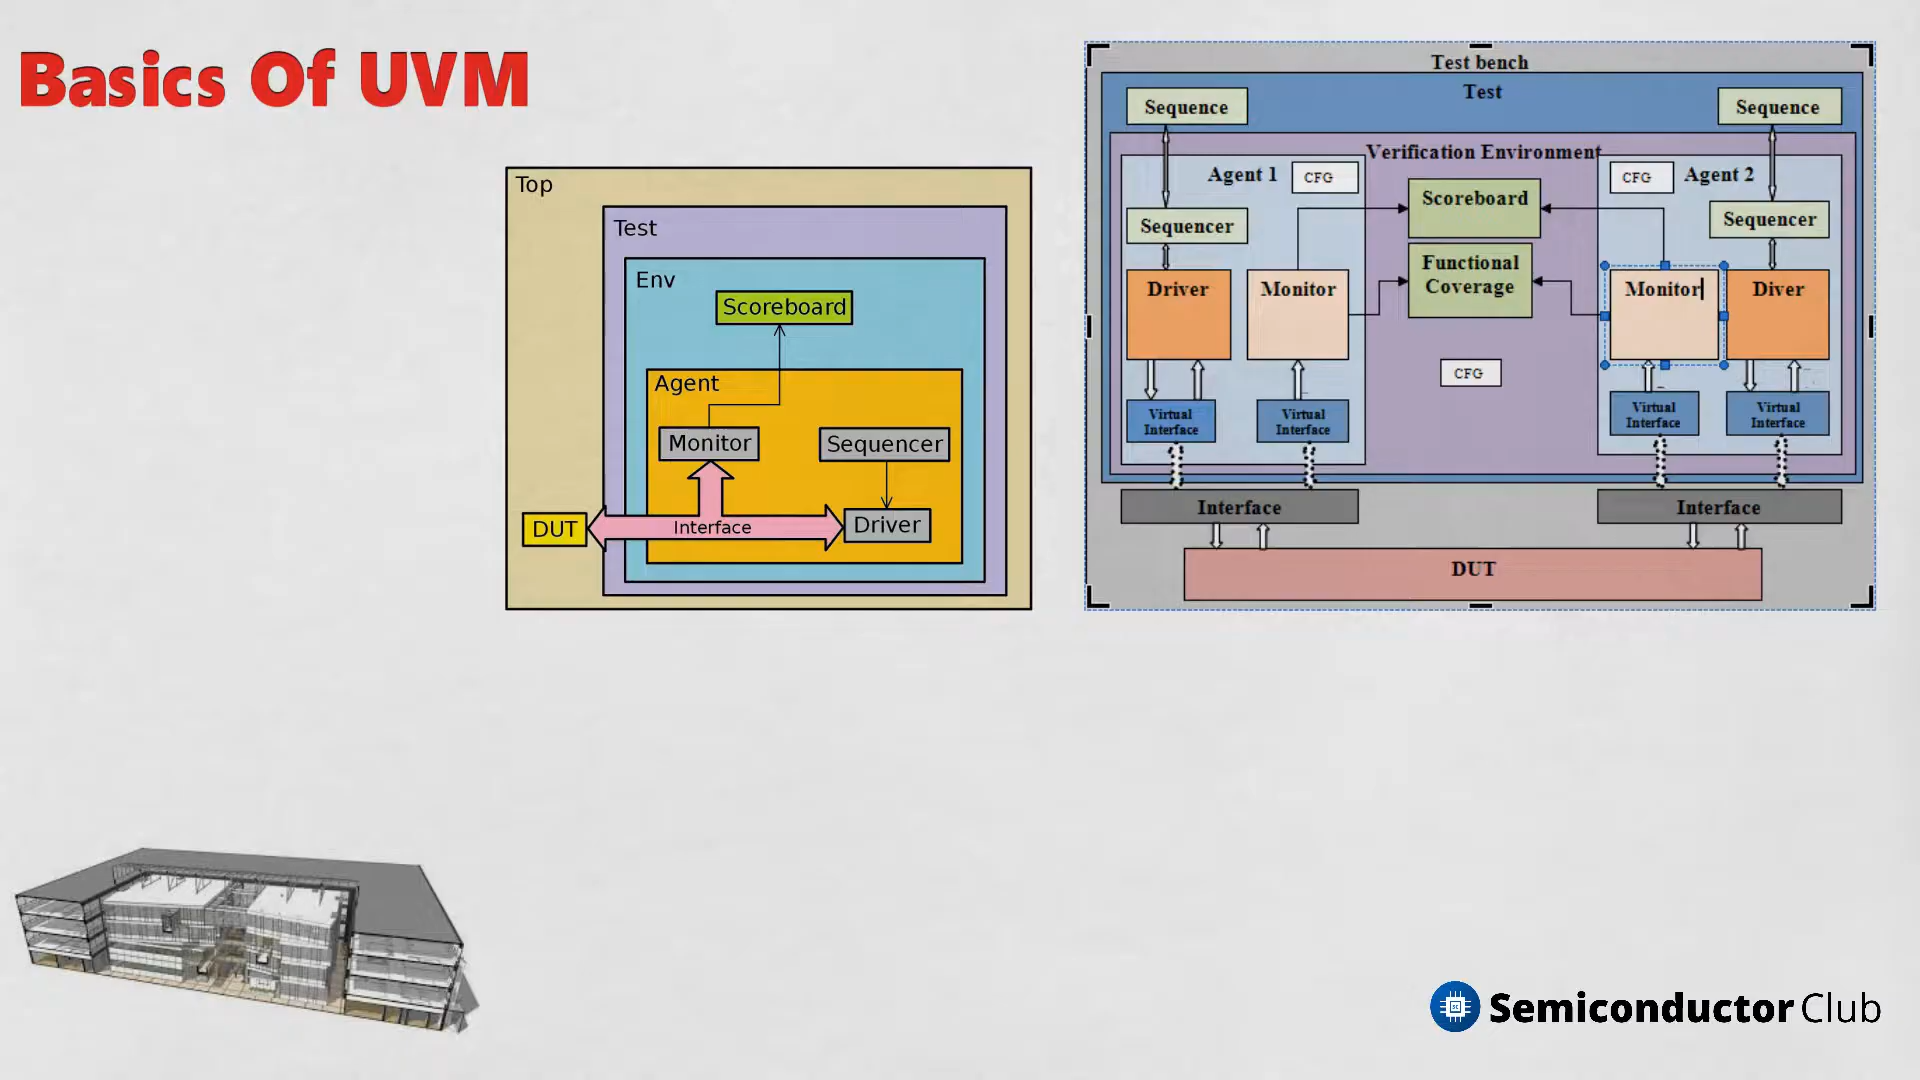 Basics Of UVM
Top
Test
Env
Scoreboard
Agent
Monitor
Sequencer
DUT
Interface
Driver
Test bench
Test
Sequence
Sequence
Verification Environment
Agent 1
CFG
CFG
Agent 2
Scoreboard
Sequencer
Sequencer
Functional
Coverage
Driver
Monitor
Monitor
Diver
CFG
Virtual
Interface
Virtual
Interface
Virtual
Interface
Virtual
Interface
Interface
Interface
DUT
Semiconductor Club